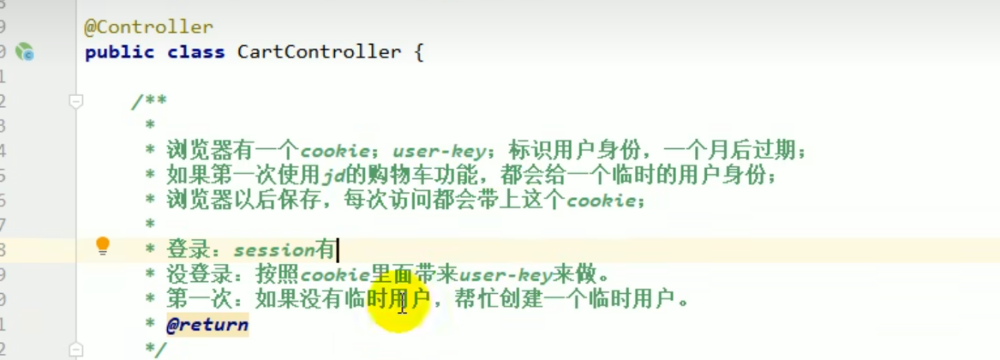 @Controller
public class CartController {
/**
*
* 浏览器有一个cookie；user-key；标识用户身份，一个月后过期；
* 如果第一次使用jd的购物车功能，都会给一个临时的用户身份；
* 浏览器以后保存，每次访问都会带上这个cookie；
*
* 登录：session有
* 没登录：按照cookie里面带来user-key来做。
* 第一次：如果没有临时用户，帮忙创建一个临时用户。
* @return
*/